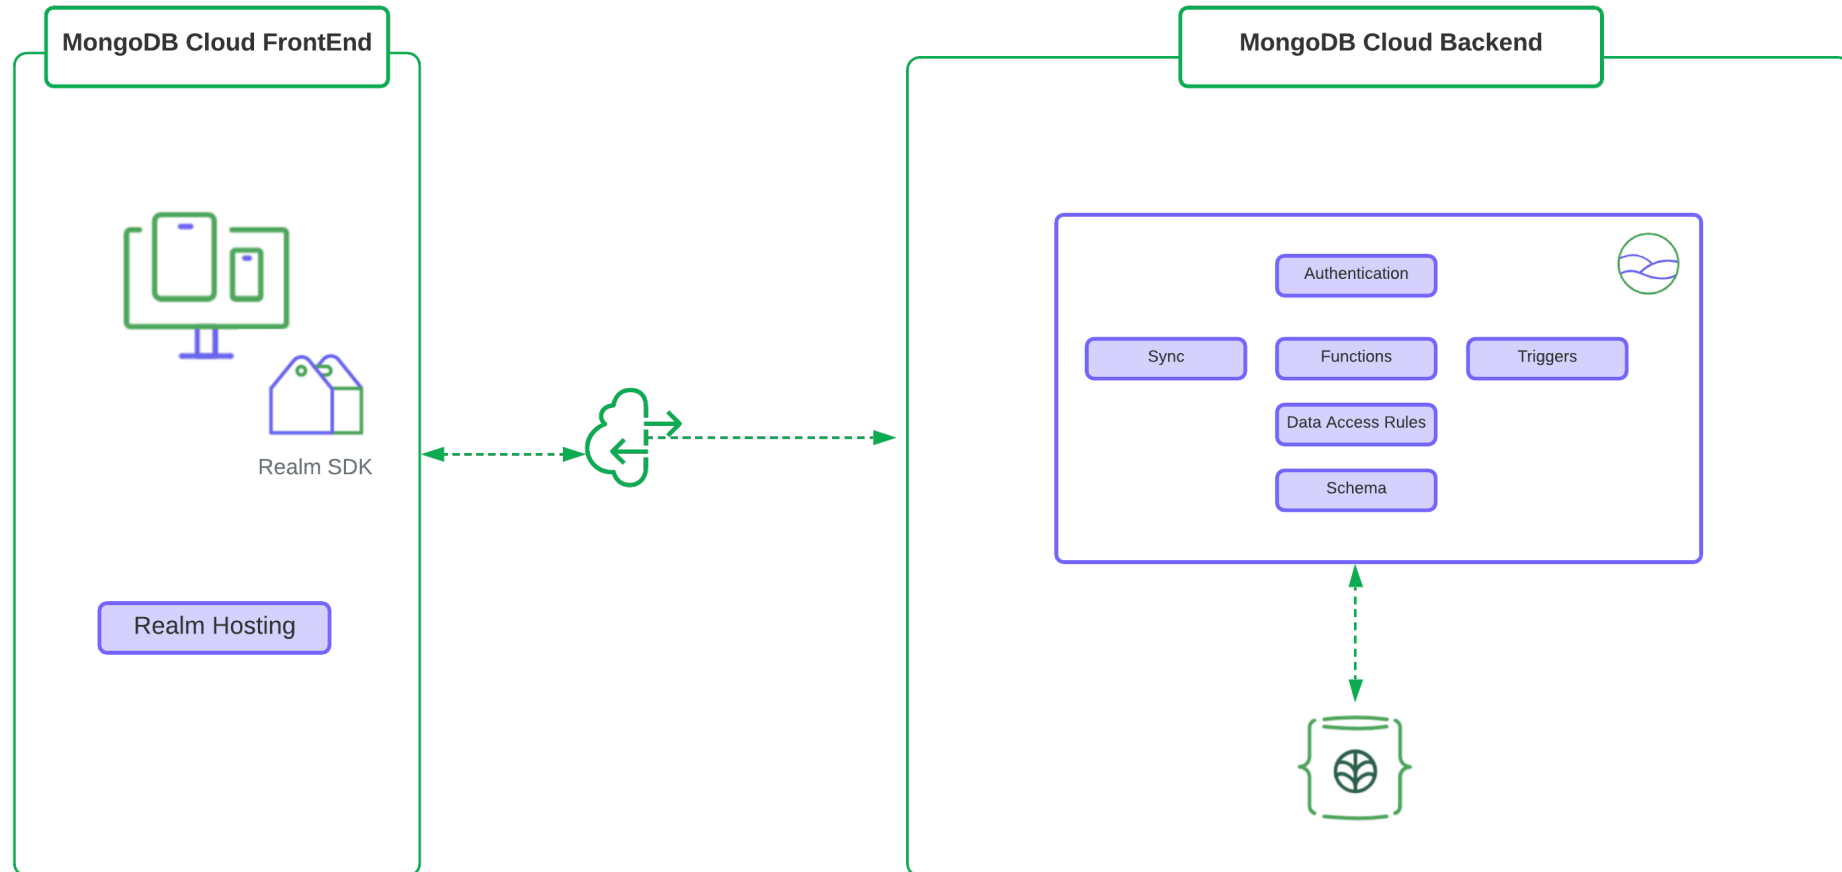 MongoDB Cloud FrontEnd
MongoDB Cloud Backend
Authentication
Sync
Functions
Triggers
Data Access Rules
Schema
Realm SDK
Realm Hosting